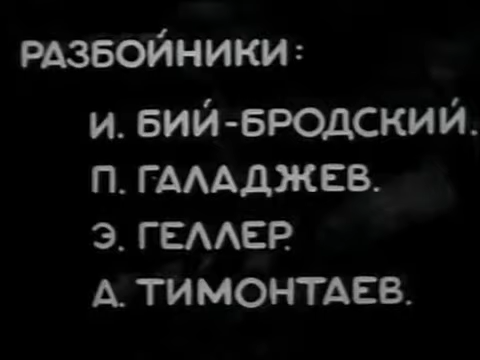 РАЗБОЙНИКИ:
И. БИЙ-БРОДСКИЙ.
П. ГАЛАДЖЕВ.
Э. ГЕЛЛЕР.
А. ТИМОНТАЕВ.